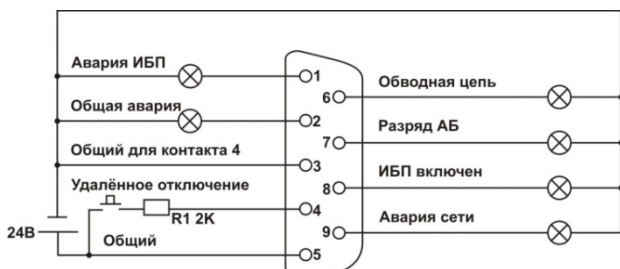 Авария ИБП
1
Обводная цепь
6
Общая авария
2
Разряд АБ
7
Общий для контакта 4
3
ИБП включен
8
Удалённое отключение
4
R1 2K
Авария сети
9
24В
Общий
5